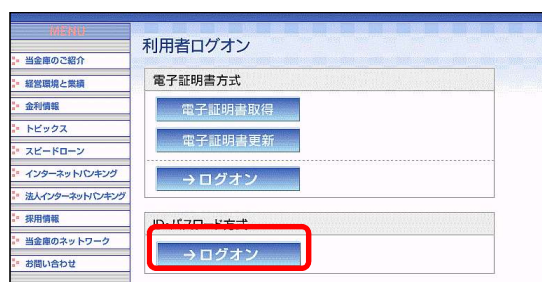 MENU
当金庫のご紹介
経営環境と業績
金利情報
トピックス
スピードローン
インターネットバンキング
法人インターネットバンキング
採用情報
当金庫のネットワーク
お問い合わせ
利用者ログオン
電子証明書方式
電子証明書取得
電子証明書更新
→ログオン
ID・パスワード方式
→ログオン